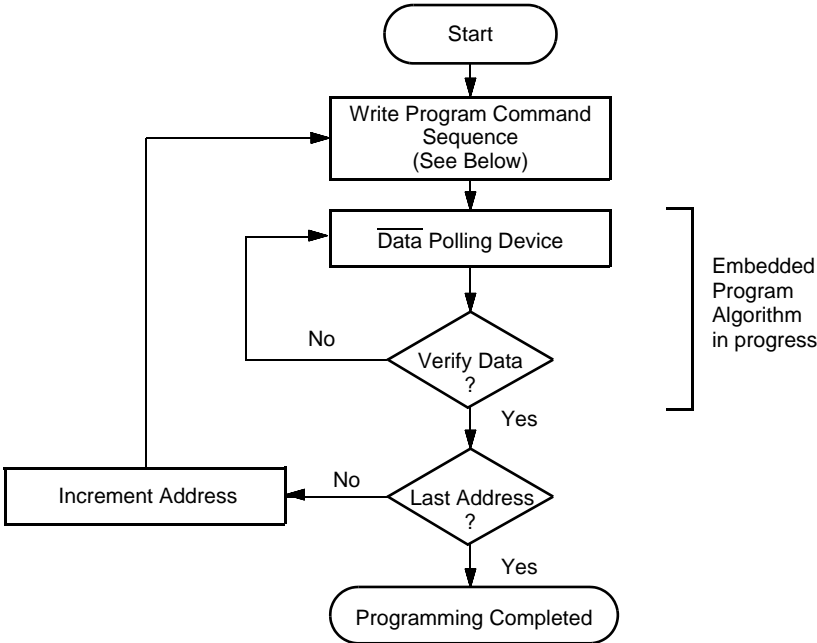 Start
Write Program Command
Sequence
(See Below)
Data Polling Device
Embedded
Program
Algorithm
in progress
No
Verify Data
?
Yes
Increment Address
No
Last Address
?
Yes
Programming Completed